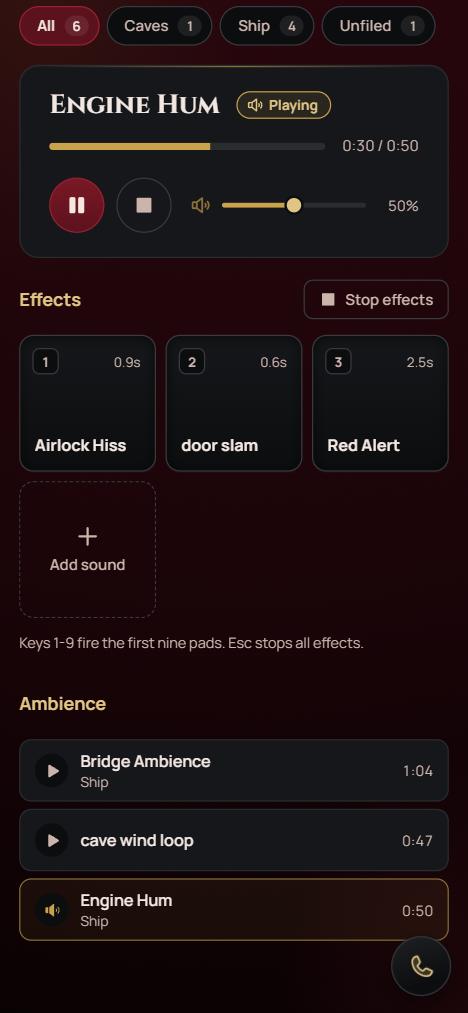 All 6 Caves 1 Ship 4 Unfiled 1
Engine Hum Playing
0:30 / 0:50
50%
Effects Stop effects
1 0.9s 2 0.6s 3 2.5s
Airlock Hiss door slam Red Alert
Add sound
Keys 1-9 fire the first nine pads. Esc stops all effects.
Ambience
Bridge Ambience
Ship
1:04
cave wind loop 0:47
Engine Hum
Ship
0:50